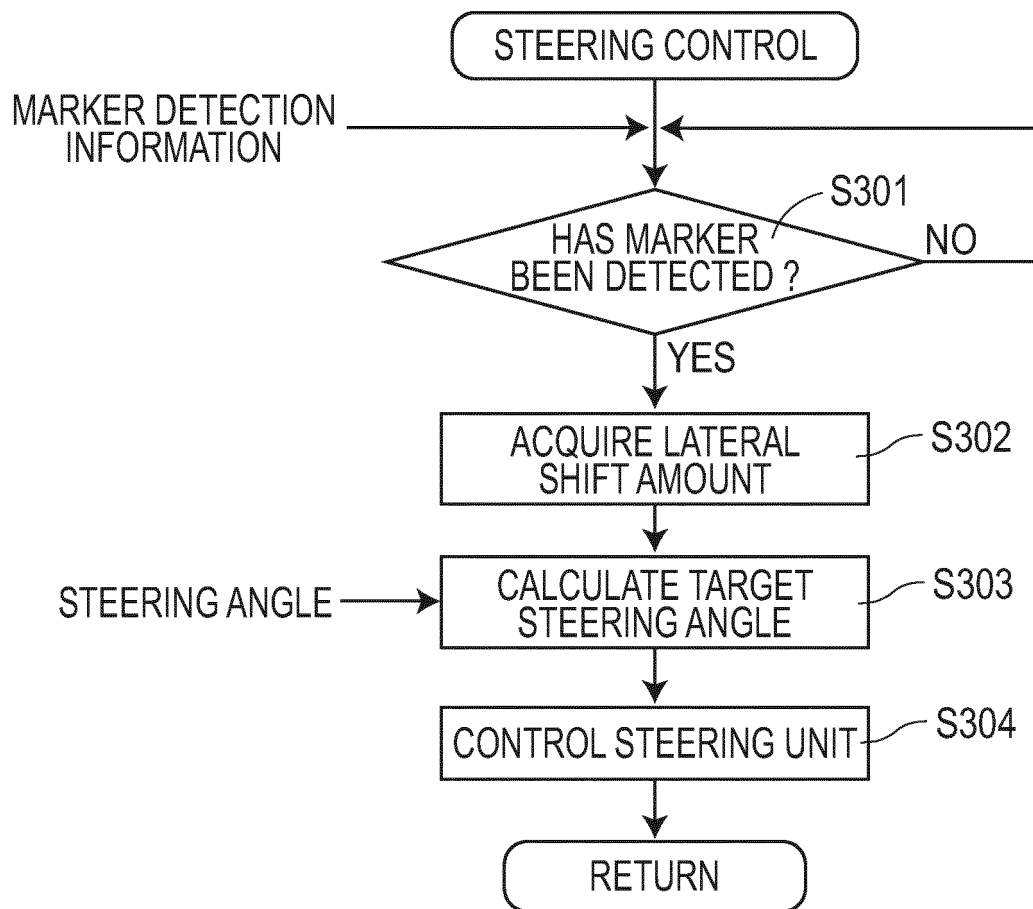 STEERING CONTROL
MARKER DETECTION
INFORMATION
S301
HAS MARKER
BEEN DETECTED ?
NO
YES
ACQUIRE LATERAL
SHIFT AMOUNT
S302
STEERING ANGLE
CALCULATE TARGET
STEERING ANGLE
S303
CONTROL STEERING UNIT
S304
RETURN